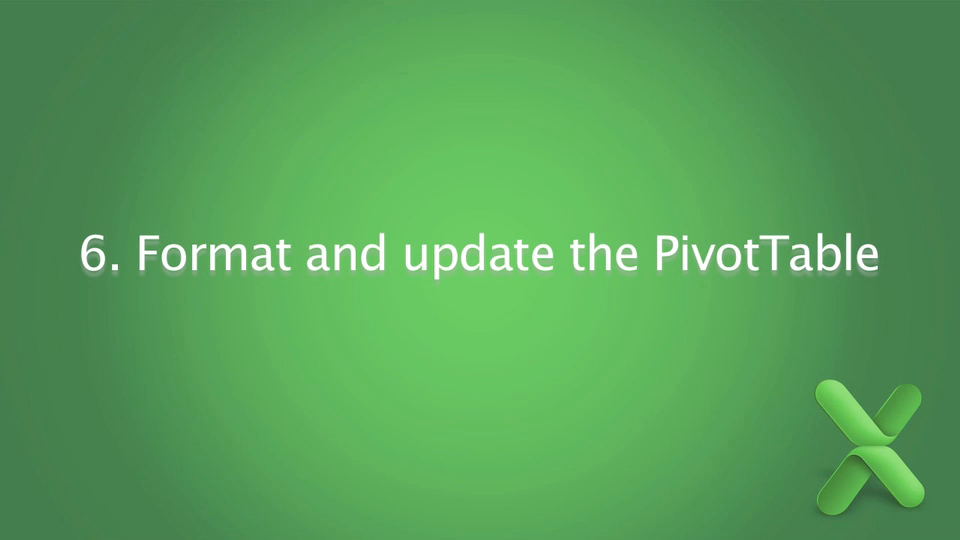 6. Format and update the PivotTable